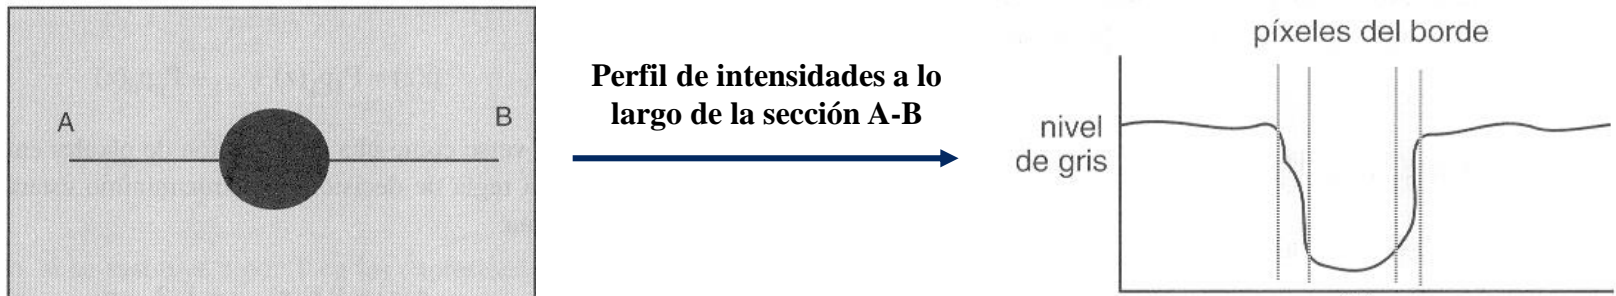 A
B
Perfil de intensidades a lo
largo de la sección A-B
píxeles del borde
nivel
de gris